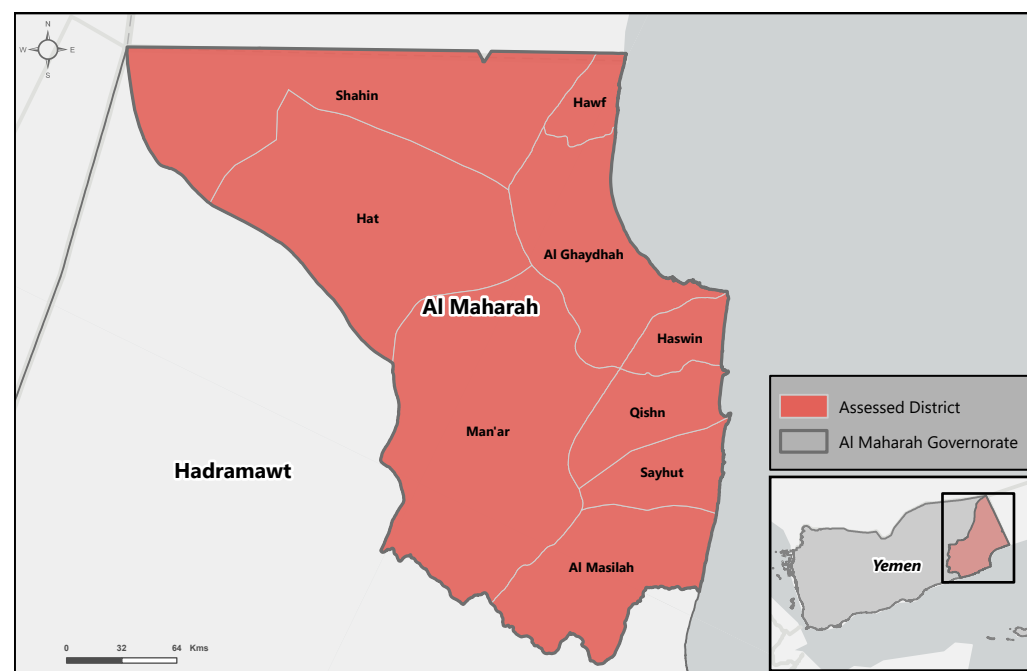 N
W E
S
Shahin
Hawf
Hat
Al Ghaydhah
Al Maharah
Haswin
Qishn
Man'ar
Sayhut
Hadramawt
Al Masilah
Assessed District
Al Maharah Governorate
Yemen
0 32 64 Kms